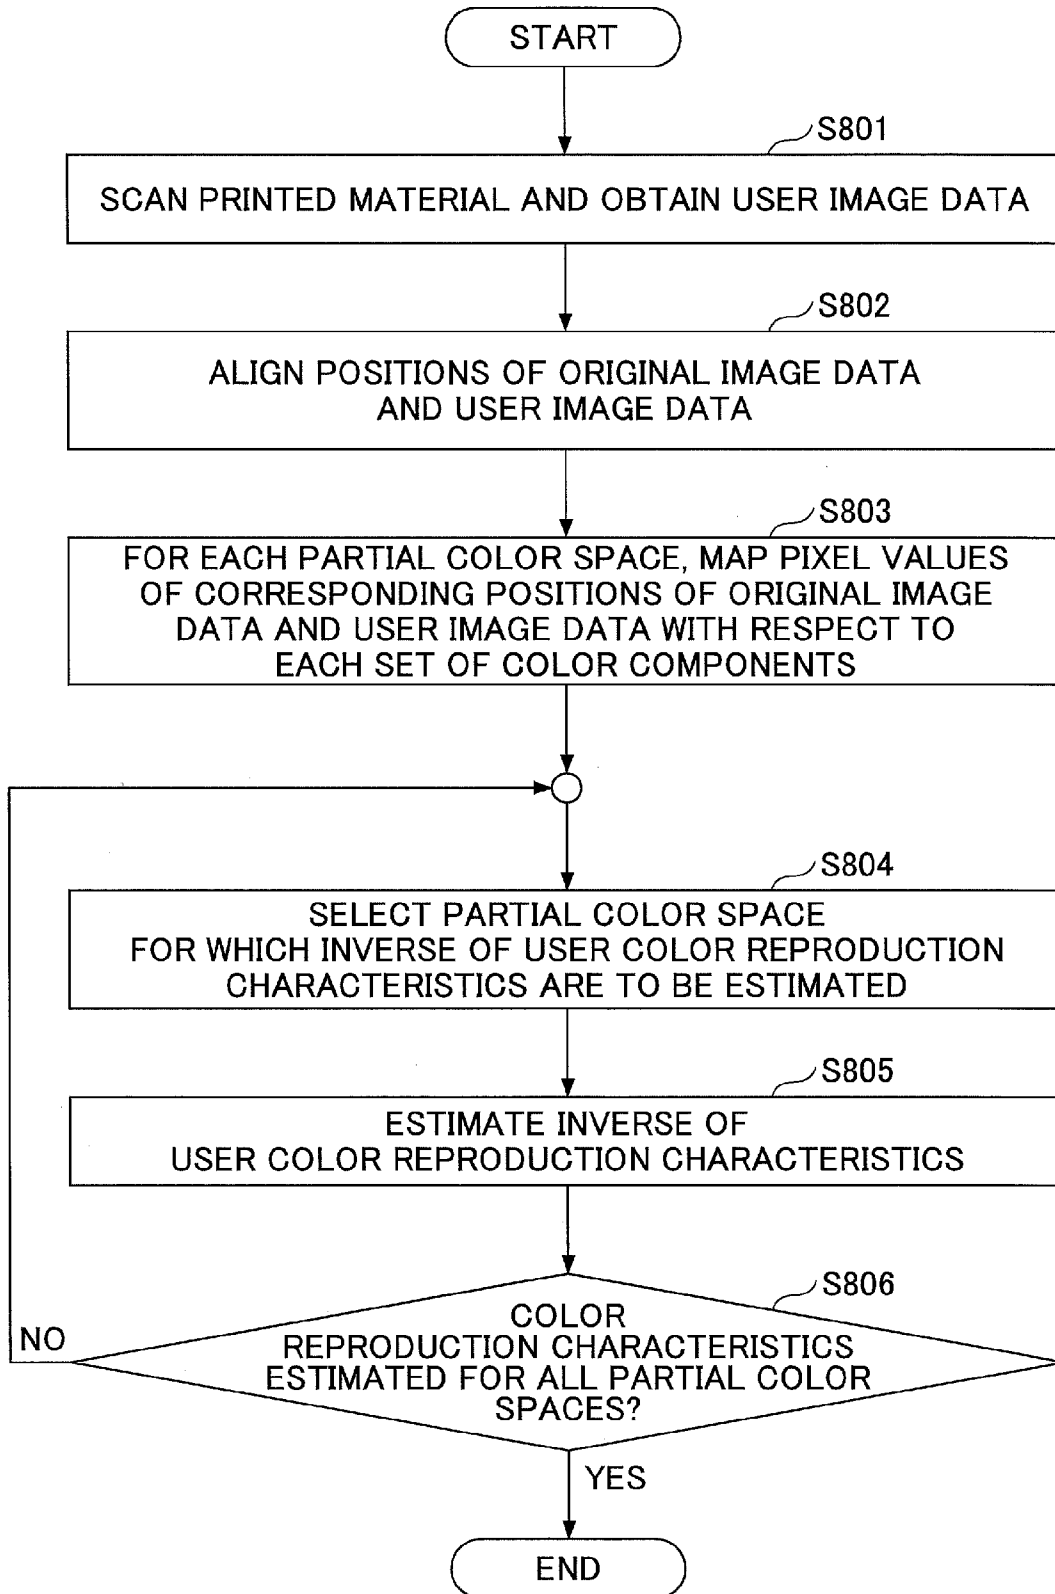 START
S801
SCAN PRINTED MATERIAL AND OBTAIN USER IMAGE DATA
S802
ALIGN POSITIONS OF ORIGINAL IMAGE DATA
AND USER IMAGE DATA
S803
FOR EACH PARTIAL COLOR SPACE, MAP PIXEL VALUES
OF CORRESPONDING POSITIONS OF ORIGINAL IMAGE
DATA AND USER IMAGE DATA WITH RESPECT TO
EACH SET OF COLOR COMPONENTS
S804
SELECT PARTIAL COLOR SPACE
FOR WHICH INVERSE OF USER COLOR REPRODUCTION
CHARACTERISTICS ARE TO BE ESTIMATED
S805
ESTIMATE INVERSE OF
USER COLOR REPRODUCTION CHARACTERISTICS
S806
COLOR
REPRODUCTION CHARACTERISTICS
ESTIMATED FOR ALL PARTIAL COLOR
SPACES?
NO
YES
END